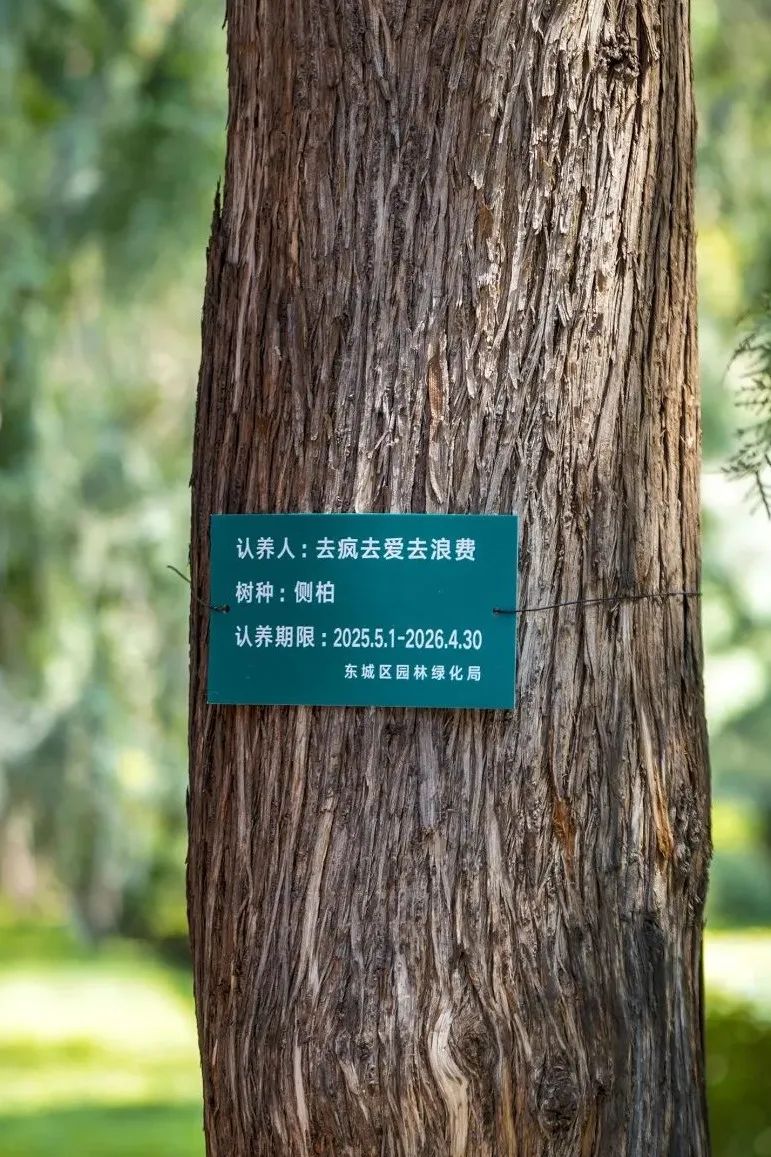 认养人：去疯去爱去浪费
树种：侧柏
认养期限：2025.5.1-2026.4.30
东城区园林绿化局